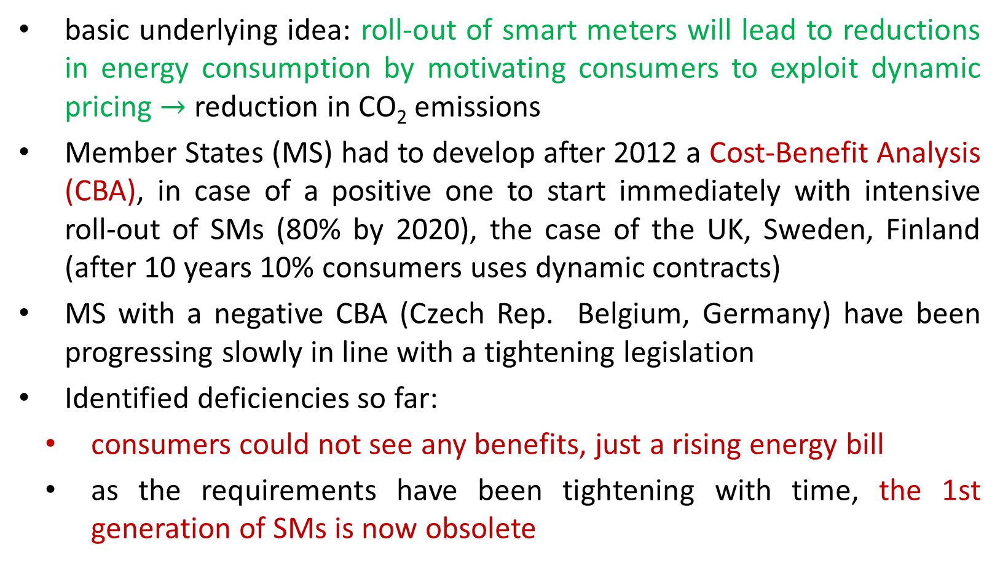 • basic underlying idea: roll-out of smart meters will lead to reductions
in energy consumption by motivating consumers to exploit dynamic
pricing → reduction in CO₂ emissions
• Member States (MS) had to develop after 2012 a Cost-Benefit Analysis
(CBA), in case of a positive one to start immediately with intensive
roll-out of SMs (80% by 2020), the case of the UK, Sweden, Finland
(after 10 years 10% consumers uses dynamic contracts)
• MS with a negative CBA (Czech Rep.  Belgium, Germany) have been
progressing slowly in line with a tightening legislation
• Identified deficiencies so far:
• consumers could not see any benefits, just a rising energy bill
• as the requirements have been tightening with time, the 1st
generation of SMs is now obsolete